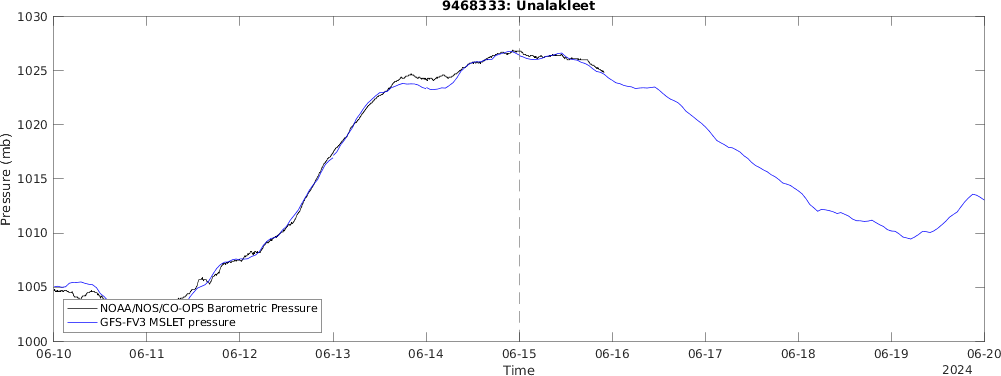 9468333: Unalakleet
1030
1025
1020
1015
1010
1005
1000
Pressure (mb)
NOAA/NOS/CO-OPS Barometric Pressure
GFS-FV3 MSLET pressure
06-10 06-11 06-12 06-13 06-14 06-15 06-16 06-17 06-18 06-19 06-20
Time
2024